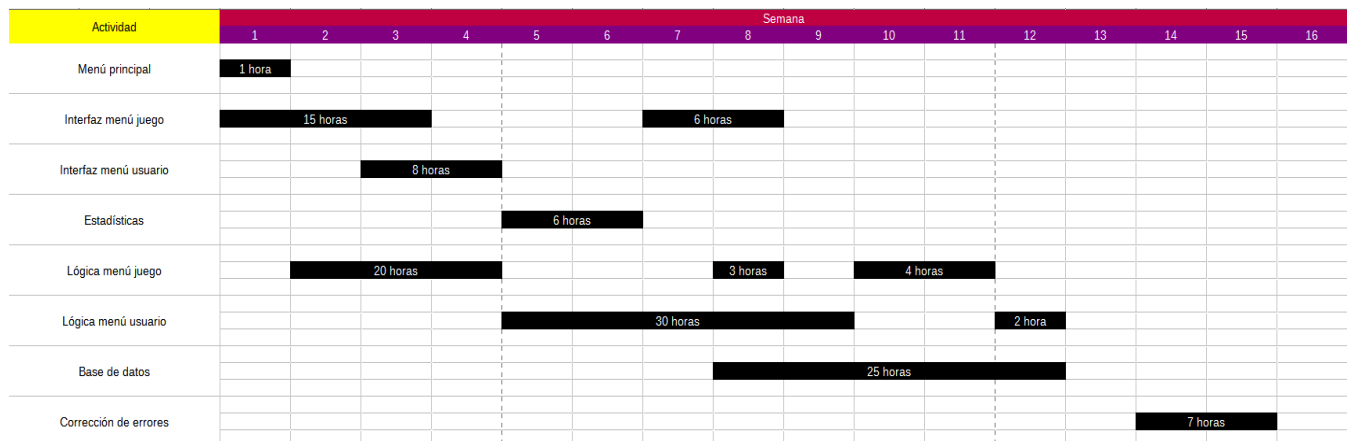 Actividad
Semana
1 2 3 4 5 6 7 8 9 10 11 12 13 14 15 16
Menú principal 1 hora
Interfaz menú juego 15 horas 6 horas
Interfaz menú usuario 8 horas
Estadísticas 6 horas
Lógica menú juego 20 horas 3 horas 4 horas
Lógica menú usuario 30 horas 2 hora
Base de datos 25 horas
Corrección de errores 7 horas